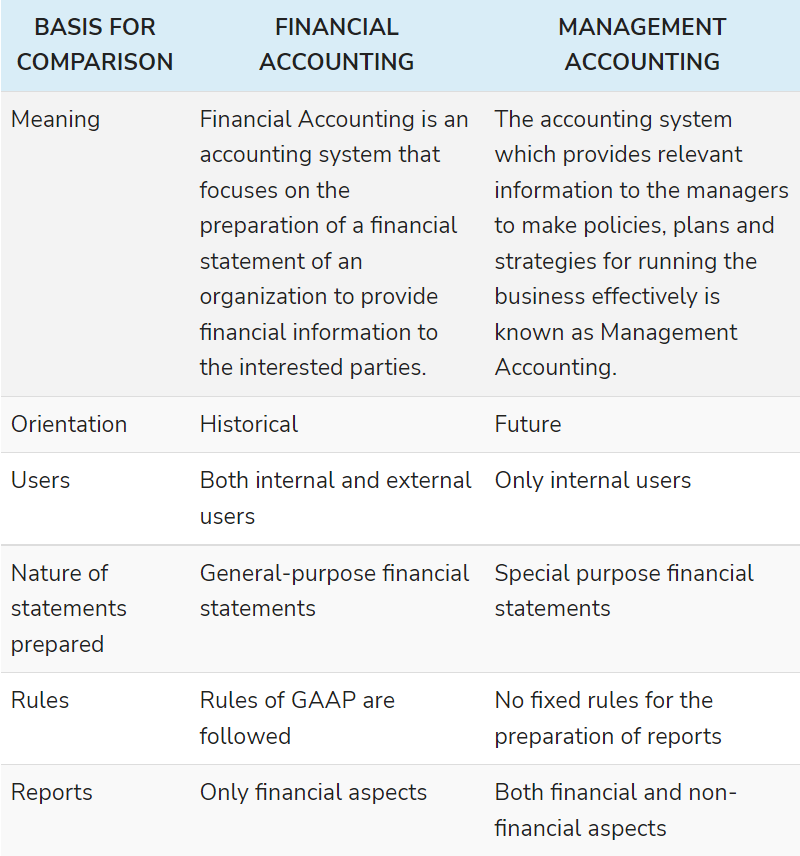 BASIS FOR COMPARISON
FINANCIAL ACCOUNTING
MANAGEMENT ACCOUNTING
Meaning
Financial Accounting is an
accounting system that
focuses on the
preparation of a financial
statement of an
organization to provide
financial information to
the interested parties.
The accounting system
which provides relevant
information to the managers
to make policies, plans and
strategies for running the
business effectively is
known as Management
Accounting.
Orientation
Historical
Future
Users
Both internal and external
users
Only internal users
Nature of
statements
prepared
General-purpose financial
statements
Special purpose financial
statements
Rules
Rules of GAAP are
followed
No fixed rules for the
preparation of reports
Reports
Only financial aspects
Both financial and non-
financial aspects